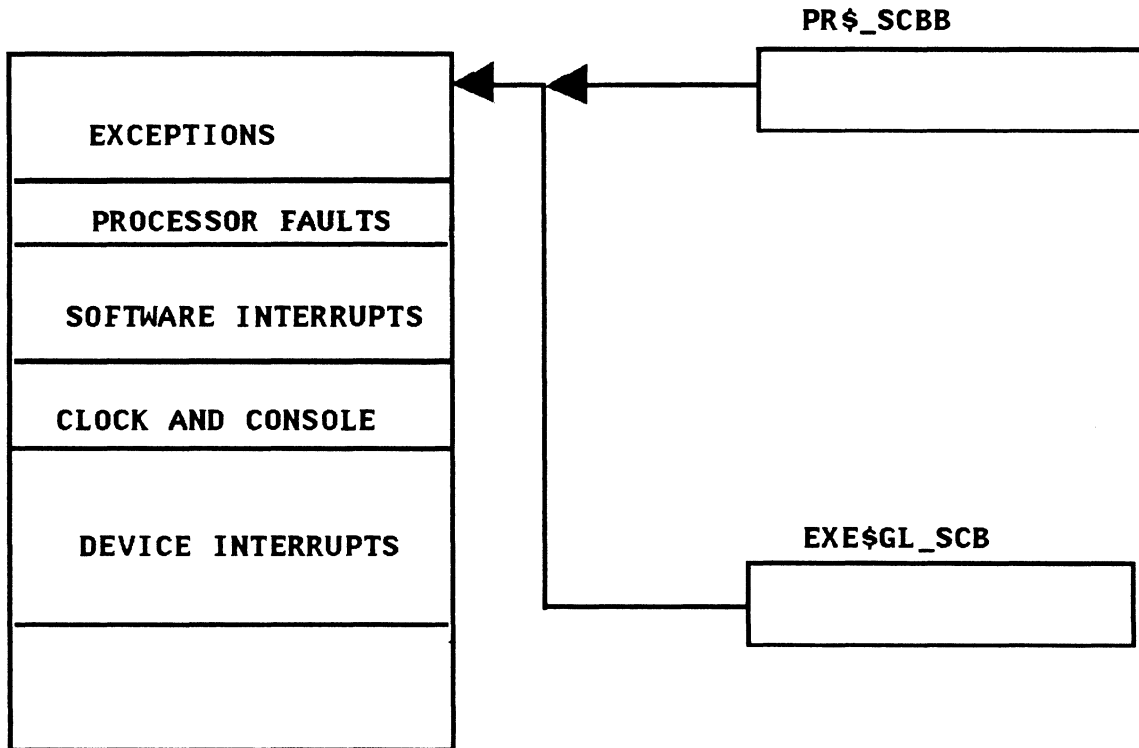 PR$_SCBB
EXCEPTIONS
PROCESSOR FAULTS
SOFTWARE INTERRUPTS
CLOCK AND CONSOLE
DEVICE INTERRUPTS
EXE$GL_SCB